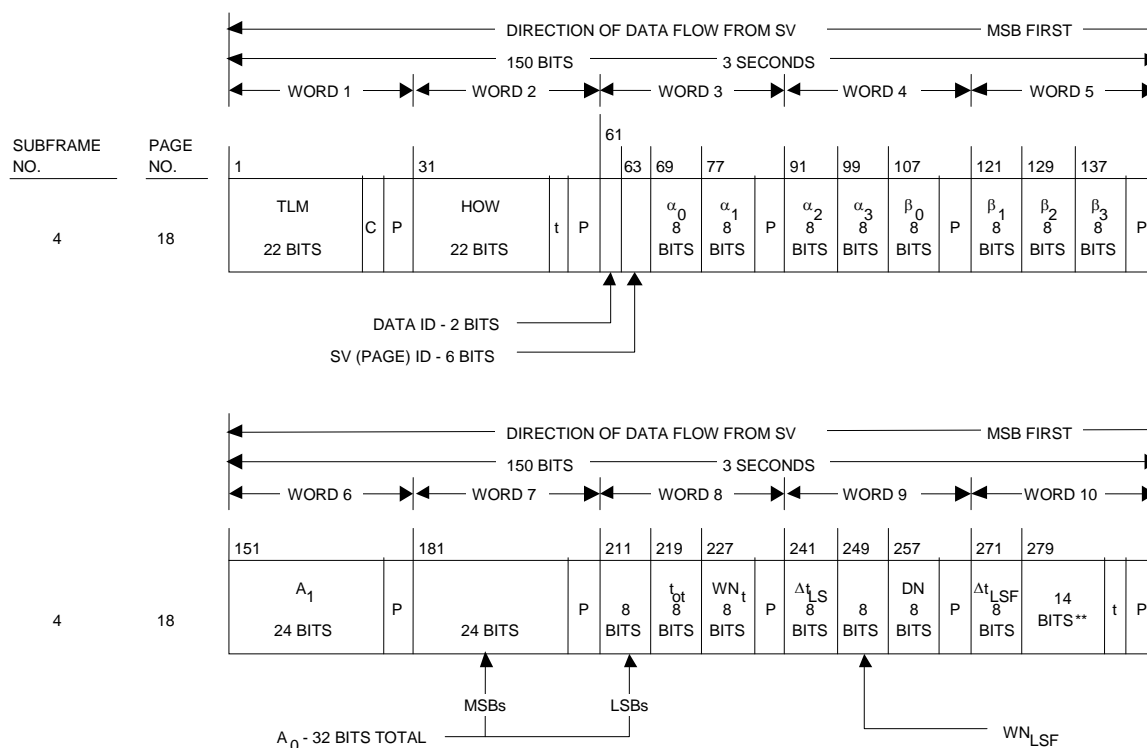 DIRECTION OF DATA FLOW FROM SV MSB FIRST
150 BITS 3 SECONDS
WORD 1 WORD 2 WORD 3 WORD 4 WORD 5
SUBFRAME NO.
PAGE NO.
61
1 31 63 69 77 91 99 107 121 129 137
4
18
TLM
22 BITS
C
P
HOW
22 BITS
t
P
α0
8
BITS
α1
8
BITS
P
α2
8
BITS
α3
8
BITS
β0
8
BITS
P
β1
8
BITS
β2
8
BITS
β3
8
BITS
P
DATA ID - 2 BITS
SV (PAGE) ID - 6 BITS
DIRECTION OF DATA FLOW FROM SV MSB FIRST
150 BITS 3 SECONDS
WORD 6 WORD 7 WORD 8 WORD 9 WORD 10
151 181 211 219 227 241 249 257 271 279
4
18
A1
24 BITS
P
24 BITS
P
8
BITS
tot
8
BITS
WNt
8
BITS
P
ΔtLS
8
BITS
8
BITS
DN
8
BITS
P
ΔtLSF
8
BITS
14
BITS**
t
P
MSBs LSBs
A0 - 32 BITS TOTAL
WNLSF